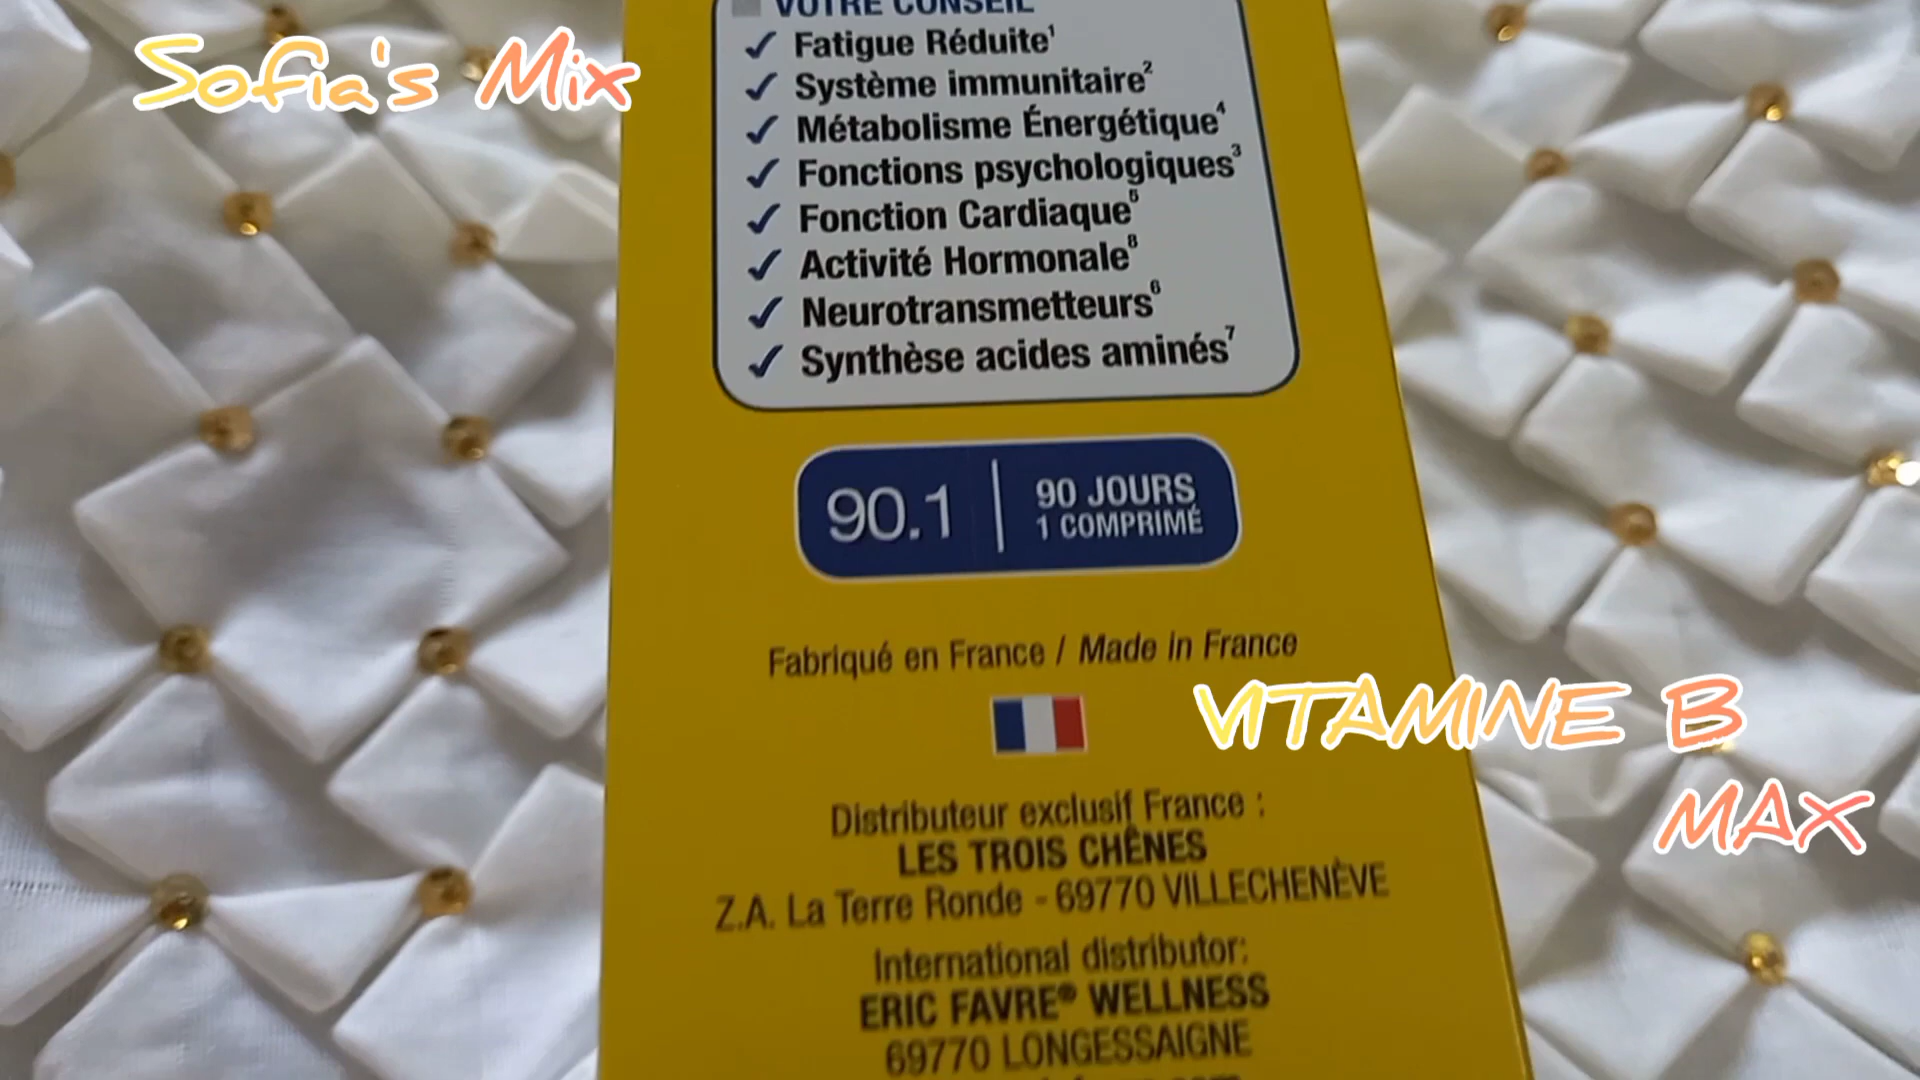 Sofia's Mix
VOTRE CONSEIL
✓ Fatigue Réduite¹
✓ Système immunitaire²
✓ Métabolisme Énergétique⁴
✓ Fonctions psychologiques³
✓ Fonction Cardiaque⁵
✓ Activité Hormonale⁸
✓ Neurotransmetteurs⁶
✓ Synthèse acides aminés⁷
90.1 | 90 JOURS
1 COMPRIMÉ
Fabriqué en France / Made in France
VITAMINE B
MAX
Distributeur exclusif France :
LES TROIS CHÊNES
Z.A. La Terre Ronde - 69770 VILLECHENÈVE
International distributor:
ERIC FAVRE® WELLNESS
69770 LONGESSAIGNE